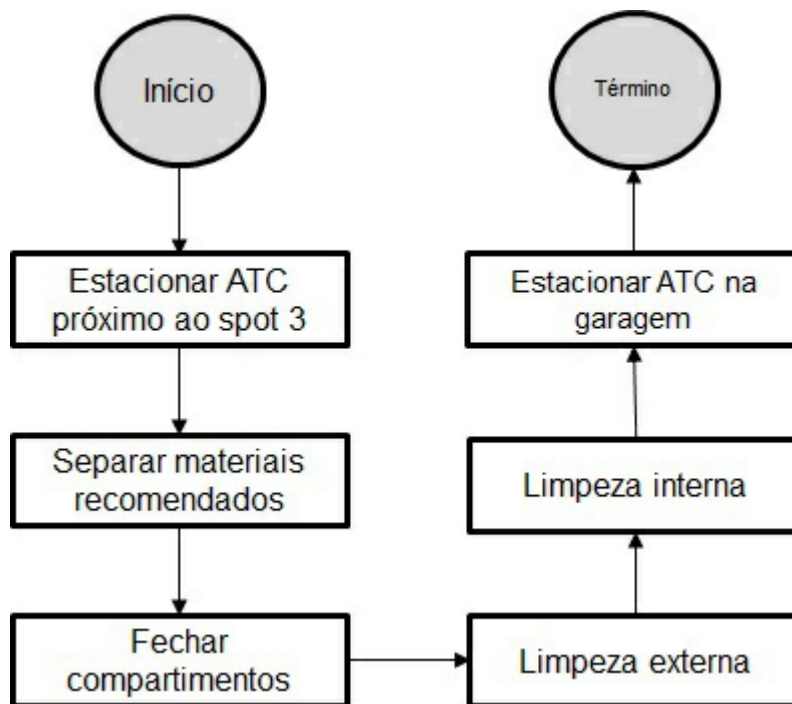 Início
Estacionar ATC
próximo ao spot 3
Separar materiais
recomendados
Fechar
compartimentos
Limpeza externa
Limpeza interna
Estacionar ATC na
garagem
Término